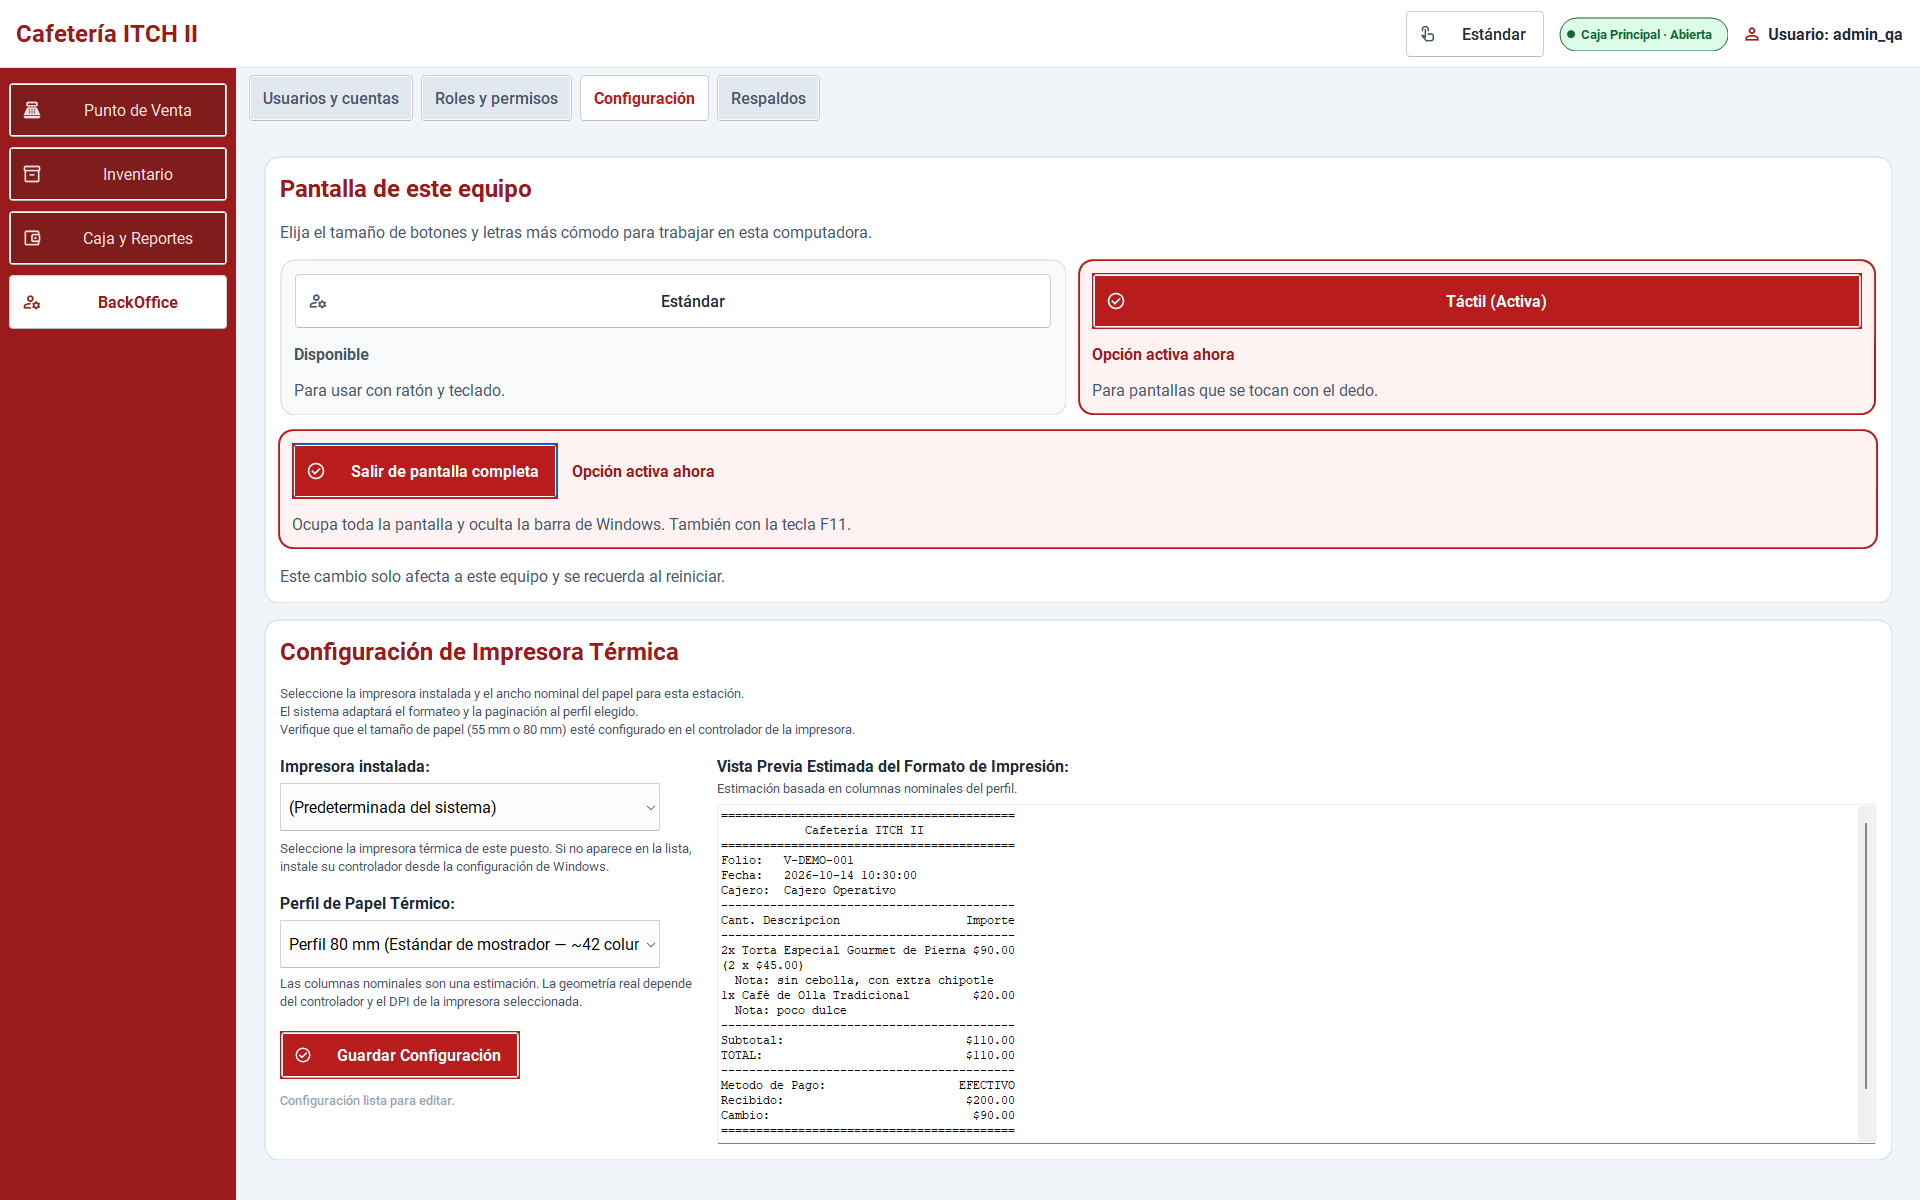 Cafetería ITCH II
Estándar
Caja Principal · Abierta
Usuario: admin_qa
Punto de Venta
Inventario
Caja y Reportes
BackOffice
Usuarios y cuentas
Roles y permisos
Configuración
Respaldos
Pantalla de este equipo
Elija el tamaño de botones y letras más cómodo para trabajar en esta computadora.
Estándar
Disponible
Para usar con ratón y teclado.
Táctil (Activa)
Opción activa ahora
Para pantallas que se tocan con el dedo.
Salir de pantalla completa
Opción activa ahora
Ocupa toda la pantalla y oculta la barra de Windows. También con la tecla F11.
Este cambio solo afecta a este equipo y se recuerda al reiniciar.
Configuración de Impresora Térmica
Seleccione la impresora instalada y el ancho nominal del papel para esta estación.
El sistema adaptará el formateo y la paginación al perfil elegido.
Verifique que el tamaño de papel (55 mm o 80 mm) esté configurado en el controlador de la impresora.
Impresora instalada:
(Predeterminada del sistema)
Seleccione la impresora térmica de este puesto. Si no aparece en la lista,
instale su controlador desde la configuración de Windows.
Perfil de Papel Térmico:
Perfil 80 mm (Estándar de mostrador — ~42 colur
Las columnas nominales son una estimación. La geometría real depende
del controlador y el DPI de la impresora seleccionada.
Guardar Configuración
Configuración lista para editar.
Vista Previa Estimada del Formato de Impresión:
Estimación basada en columnas nominales del perfil.
==========================================
Cafetería ITCH II
==========================================
Folio:   V-DEMO-001
Fecha:   2026-10-14 10:30:00
Cajero:  Cajero Operativo
------------------------------------------
Cant. Descripcion                  Importe
------------------------------------------
2x Torta Especial Gourmet de Pierna $90.00
(2 x $45.00)
  Nota: sin cebolla, con extra chipotle
1x Café de Olla Tradicional         $20.00
  Nota: poco dulce
------------------------------------------
Subtotal:                          $110.00
TOTAL:                             $110.00
------------------------------------------
Metodo de Pago:                   EFECTIVO
Recibido:                          $200.00
Cambio:                             $90.00
==========================================